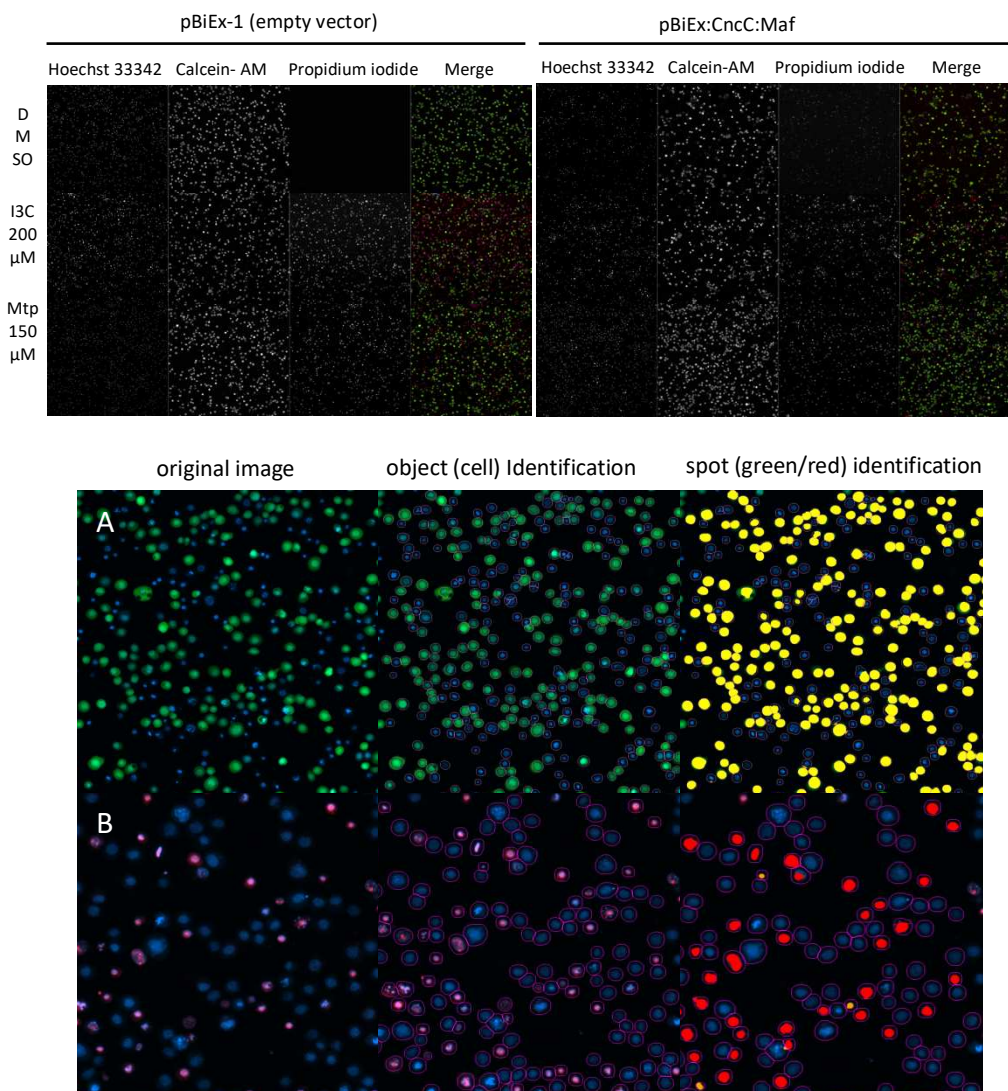 pBiEx-1 (empty vector)
pBiEx:CncC:Maf
Hoechst 33342 Calcein- AM Propidium iodide Merge
Hoechst 33342 Calcein-AM Propidium iodide Merge
D
M
SO
I3C
200
µM
Mtp
150
µM
original image
object (cell) Identification
spot (green/red) identification
A
B